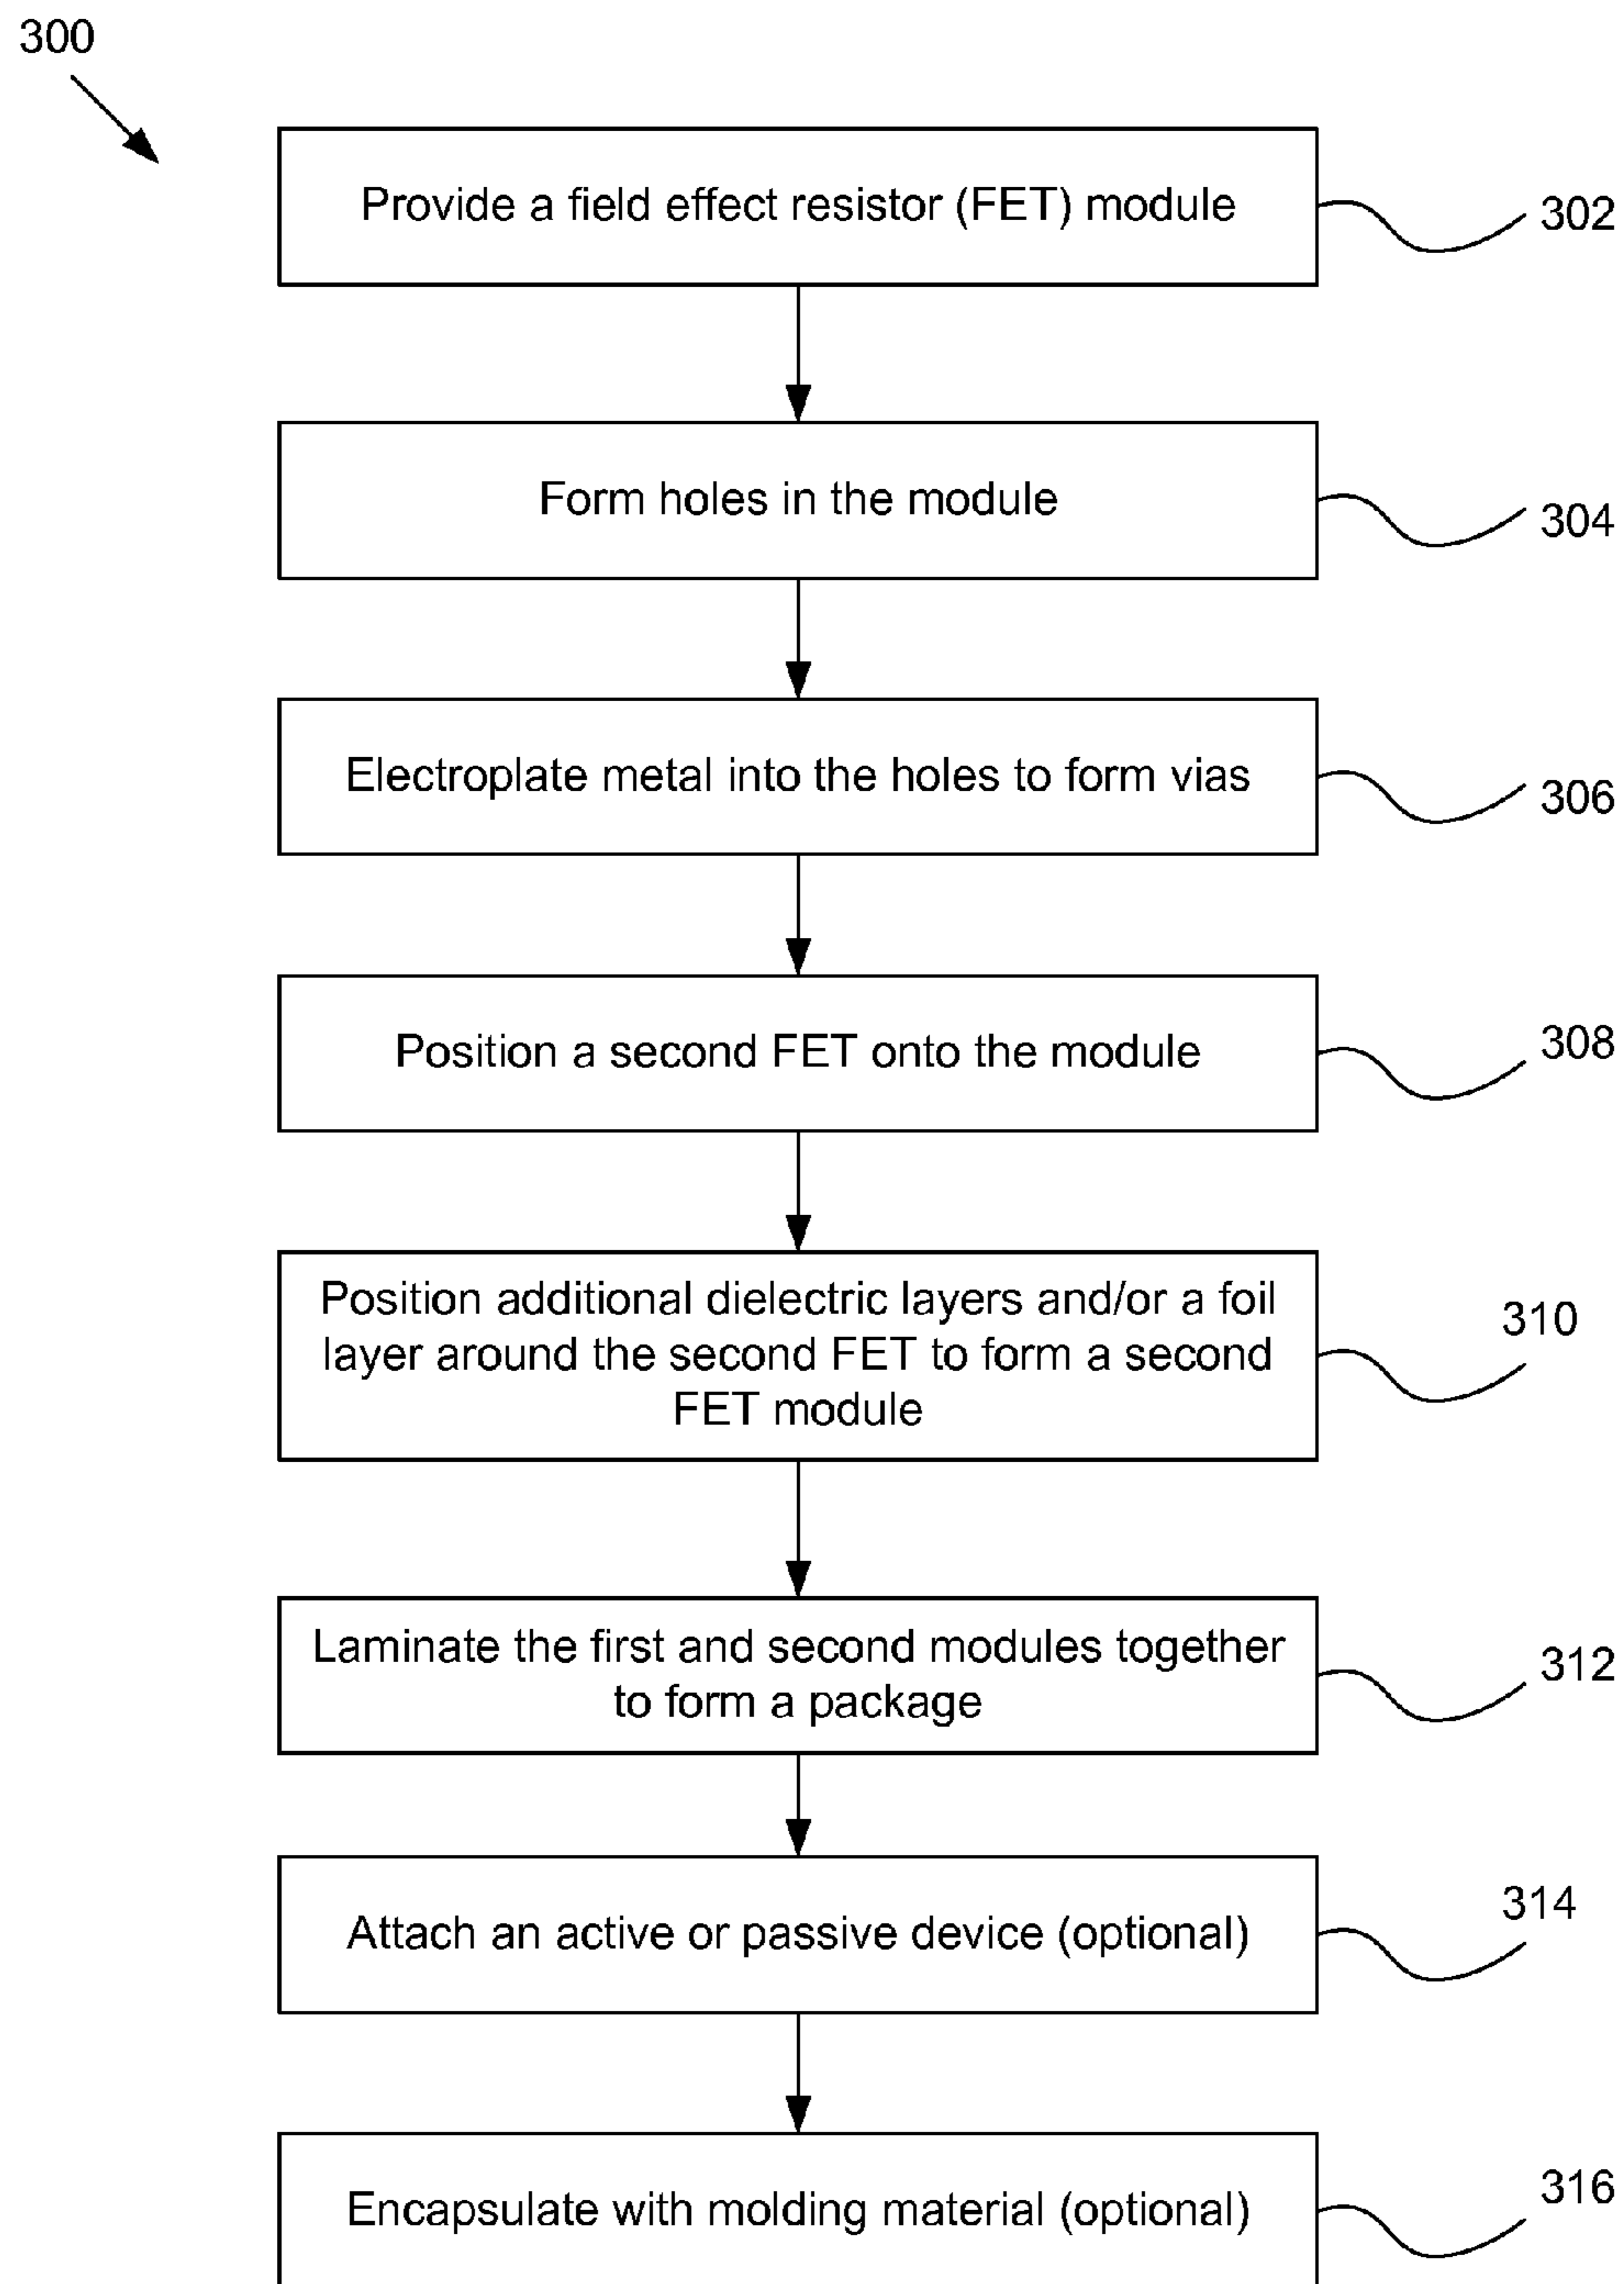 300
Provide a field effect resistor (FET) module
302
Form holes in the module
304
Electroplate metal into the holes to form vias
306
Position a second FET onto the module
308
Position additional dielectric layers and/or a foil
layer around the second FET to form a second
FET module
310
Laminate the first and second modules together
to form a package
312
Attach an active or passive device (optional)
314
Encapsulate with molding material (optional)
316